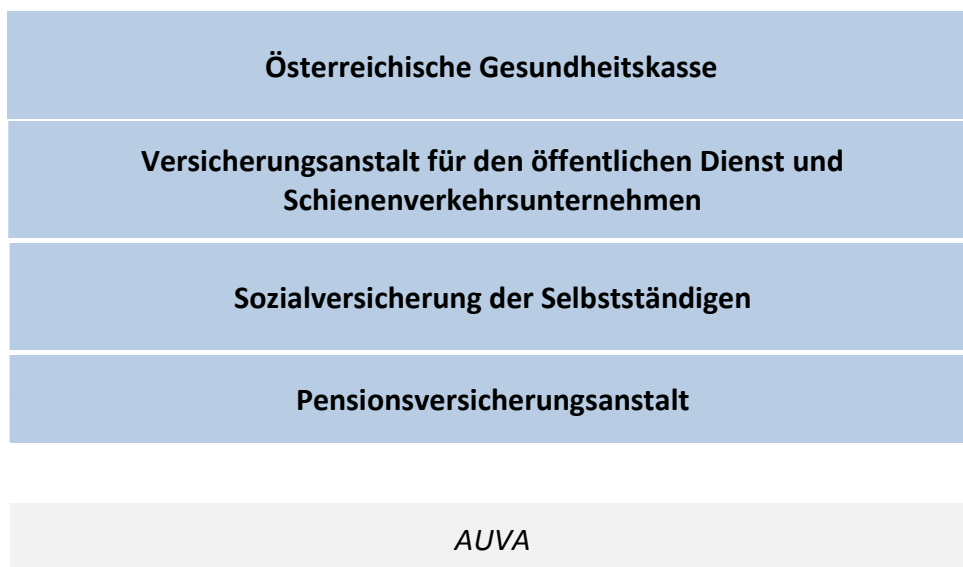 Österreichische Gesundheitskasse
Versicherungsanstalt für den öffentlichen Dienst und
Schienenverkehrsunternehmen
Sozialversicherung der Selbstständigen
Pensionsversicherungsanstalt
AUVA